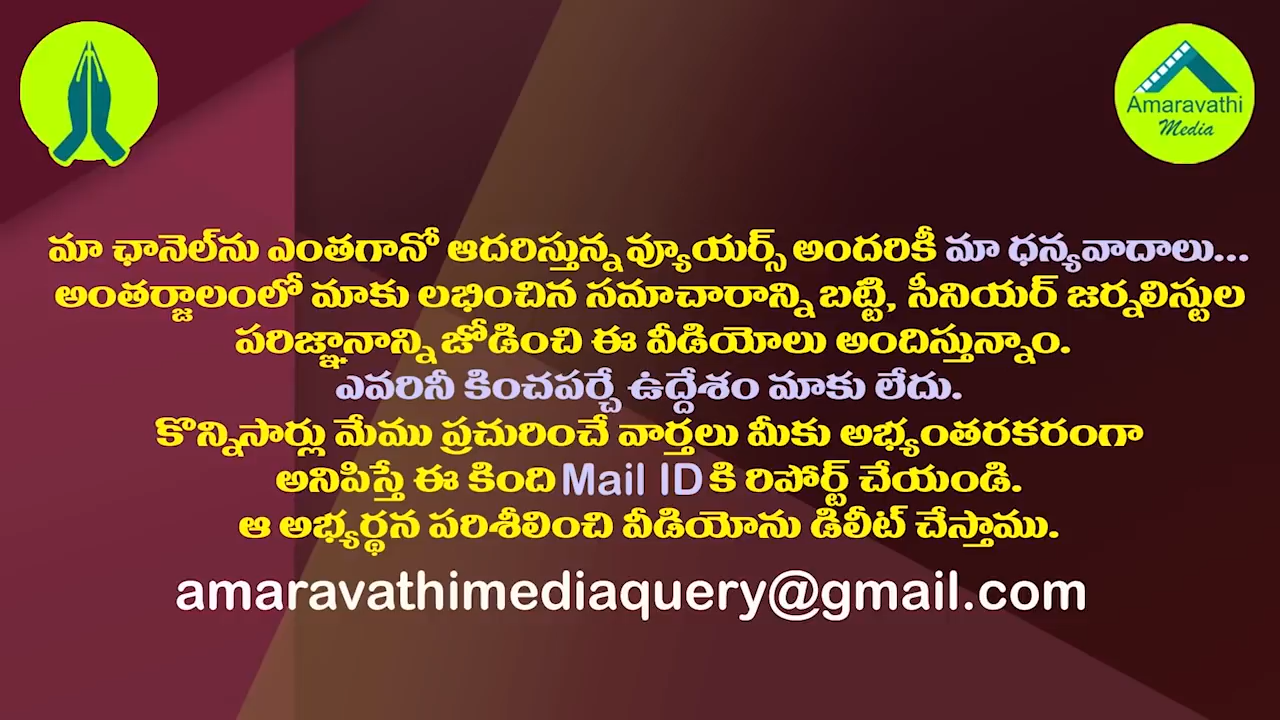 Amaravathi
Media
మా ఛానెల్‌ను ఎంతగానో ఆదరిస్తున్న వ్యూయర్స్ అందరికీ మా ధన్యవాదాలు...
అంతర్జాలంలో మాకు లభించిన సమాచారాన్ని బట్టి, సీనియర్ జర్నలిస్టుల
పరిజ్ఞానాన్ని జోడించి ఈ వీడియోలు అందిస్తున్నాం.
ఎవరినీ కించపర్చే ఉద్దేశం మాకు లేదు.
కొన్నిసార్లు మేము ప్రచురించే వార్తలు మీకు అభ్యంతరకరంగా
అనిపిస్తే ఈ కింది Mail ID కి రిపోర్ట్ చేయండి.
ఆ అభ్యర్థన పరిశీలించి వీడియోను డిలీట్ చేస్తాము.
amaravathimediaquery@gmail.com